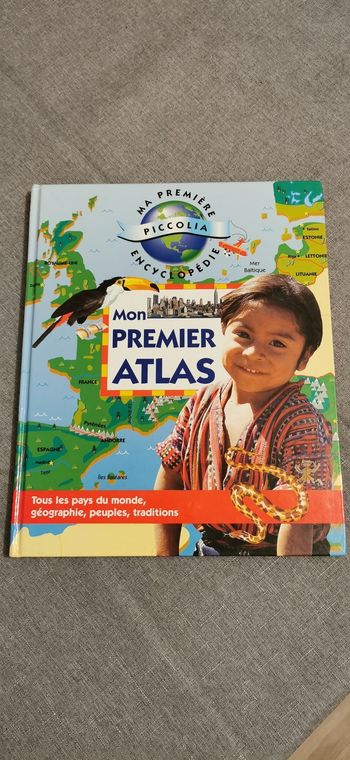 MA PREMIÈRE
PICCOLIA
ENCYCLOPÉDIE
Mer
Baltique
ESTONIE
LETTONIE
LITUANIE
ROYAUME-UNI
Mon
PREMIER
ATLAS
FRANCE
Pyrénées
ANDORRE
ESPAGNE
îles Baléares
Tous les pays du monde,
géographie, peuples, traditions